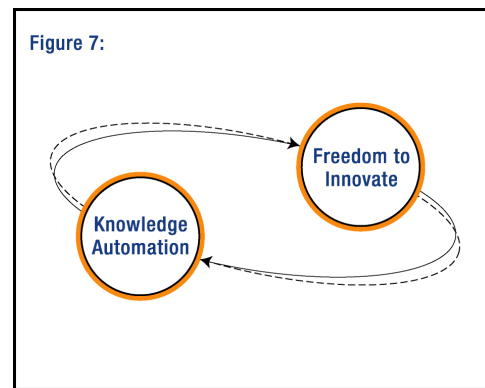 Figure 7:
Freedom to
Innovate
Knowledge
Automation